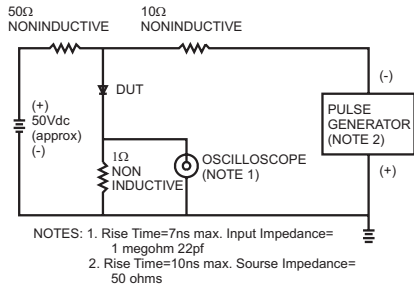 50Ω
NONINDUCTIVE
10Ω
NONINDUCTIVE
(+)
50Vdc
(approx)
(-)
DUT
1Ω
NON
INDUCTIVE
OSCILLOSCOPE
(NOTE 1)
(-)
PULSE
GENERATOR
(NOTE 2)
(+)
NOTES: 1. Rise Time=7ns max. Input Impedance=
1 megohm 22pf
2. Rise Time=10ns max. Sourse Impedance=
50 ohms